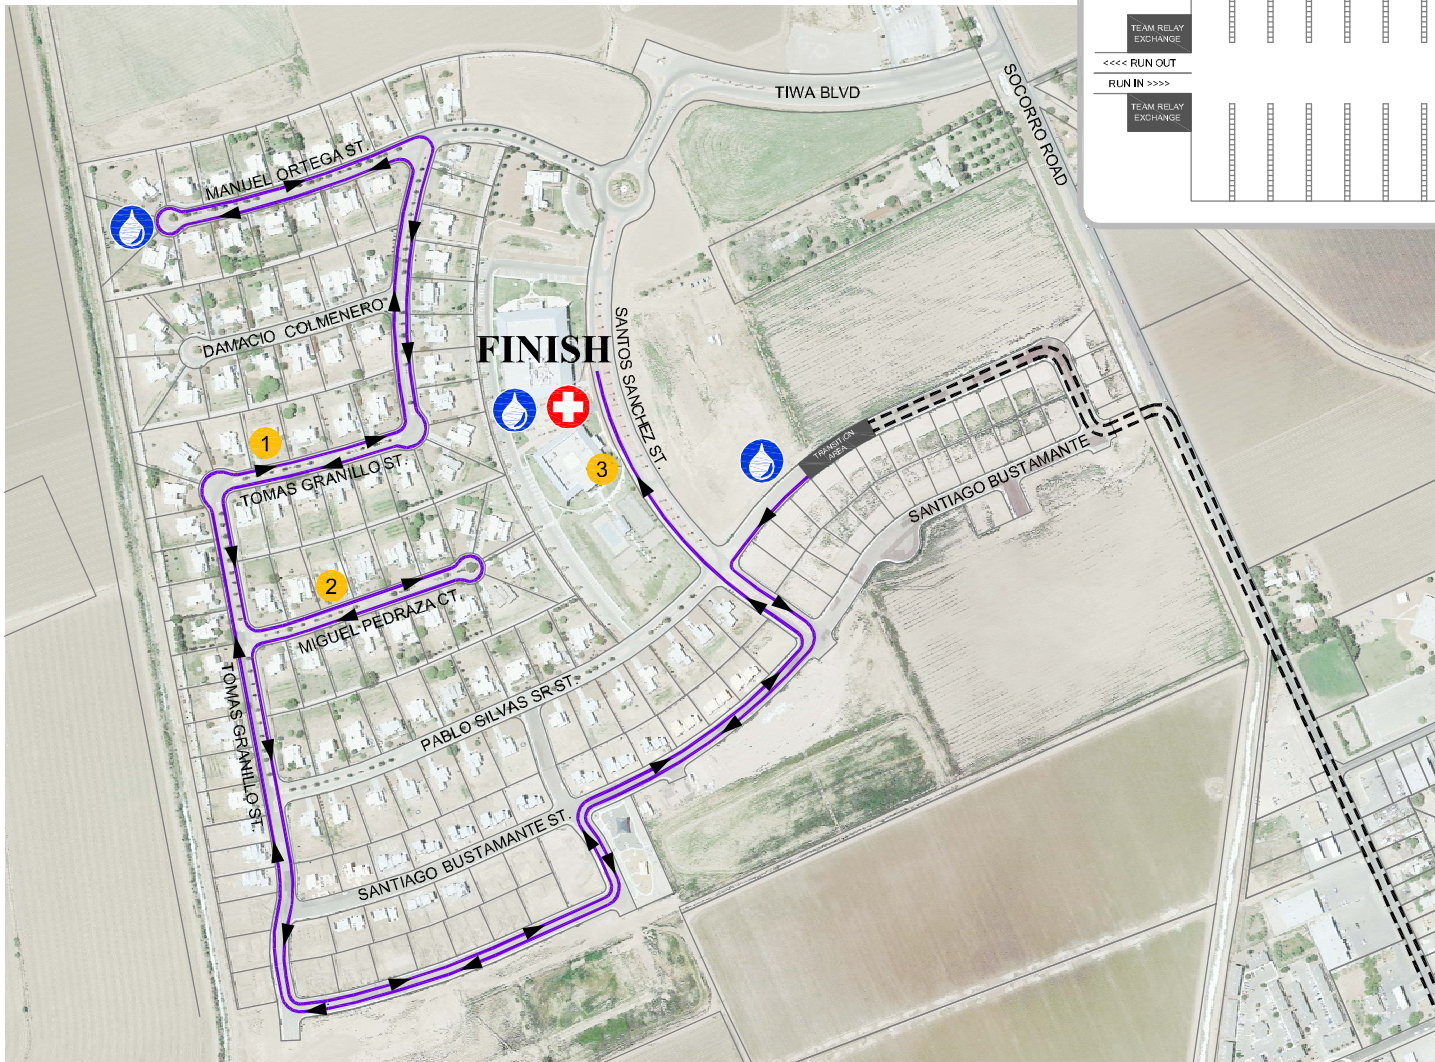 TEAM RELAY
EXCHANGE
<<<< RUN OUT
RUN IN >>>>
TEAM RELAY
EXCHANGE
TIWA BLVD
SOCORRO ROAD
MANUEL ORTEGA ST.
DAMACIO COLMENERO
FINISH
SANTOS SANCHEZ ST.
1
TOMAS GRANILLO ST.
3
TRANSITION
AREA
SANTIAGO BUSTAMANTE
2
MIGUEL PEDRAZA CT.
TOMAS GRANILLO ST.
PABLO SILVAS SR ST.
SANTIAGO BUSTAMANTE ST.